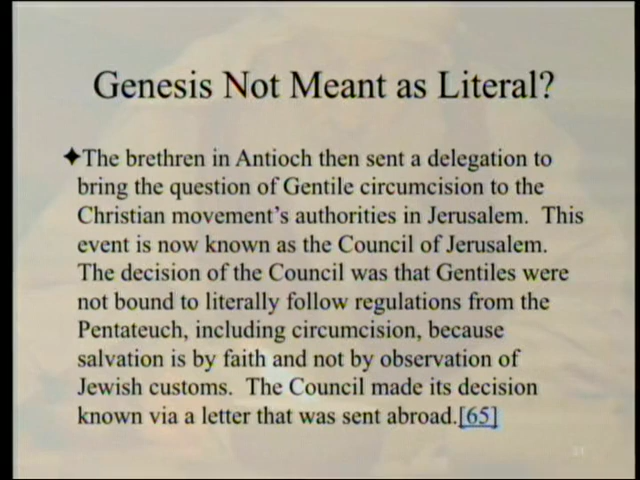 Genesis Not Meant as Literal?
✦The brethren in Antioch then sent a delegation to
bring the question of Gentile circumcision to the
Christian movement's authorities in Jerusalem. This
event is now known as the Council of Jerusalem.
The decision of the Council was that Gentiles were
not bound to literally follow regulations from the
Pentateuch, including circumcision, because
salvation is by faith and not by observation of
Jewish customs. The Council made its decision
known via a letter that was sent abroad.[65]